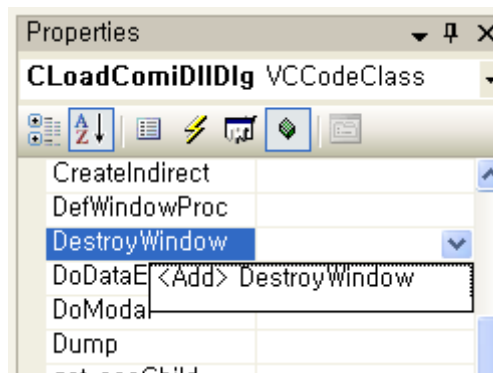 Properties
CLoadComiDllDlg VCCodeClass
CreateIndirect
DefWindowProc
DestroyWindow
DoDataE
<Add> DestroyWindow
DoModal
Dump